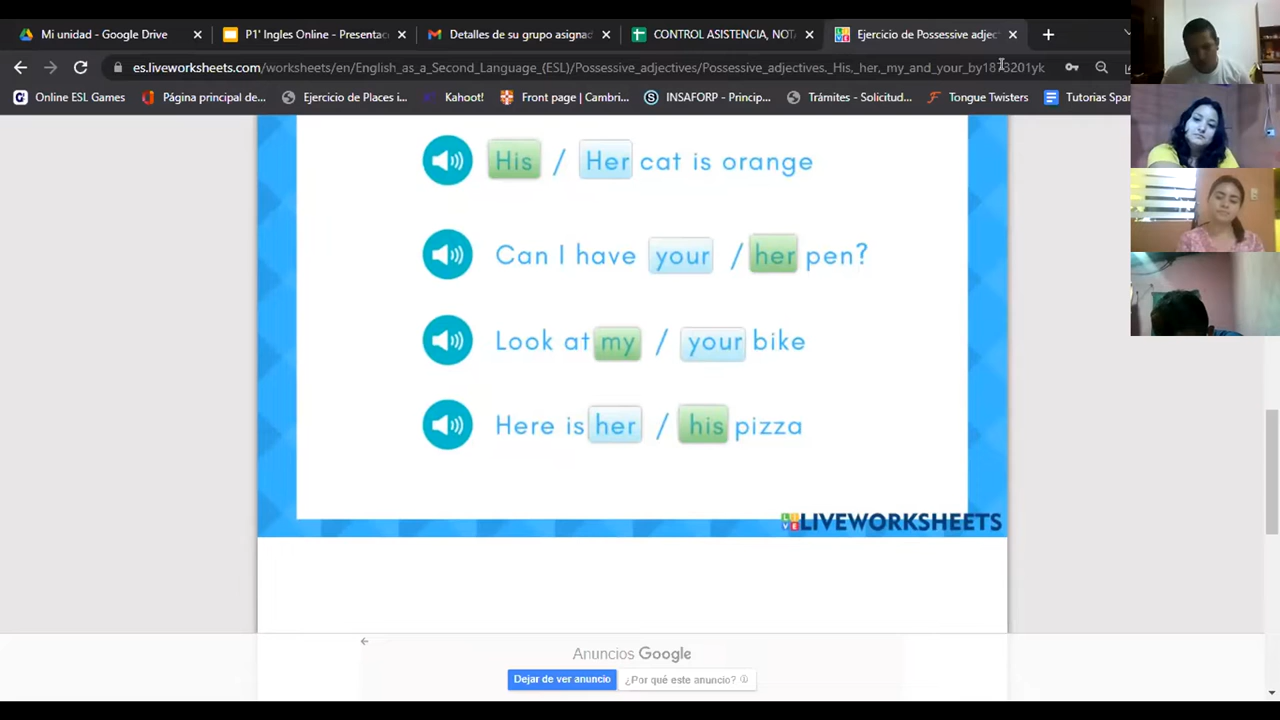 Mi unidad - Google Drive
P1' Ingles Online - Presentac
Detalles de su grupo asignad
CONTROL ASISTENCIA, NOTA
Ejercicio de Possessive adject
es.liveworksheets.com/worksheets/en/English_as_a_Second_Language_(ESL)/Possessive_adjectives/Possessive_adjectives._His,_her,_my_and_your_by1873201yk
Online ESL Games
Página principal de...
Ejercicio de Places i...
Kahoot!
Front page | Cambri...
INSAFORP - Princip...
Trámites - Solicitud...
Tongue Twisters
Tutorias Span
His / Her cat is orange
Can I have your / her pen?
Look at my / your bike
Here is her / his pizza
LIVEWORKSHEETS
Anuncios Google
Dejar de ver anuncio
¿Por qué este anuncio?